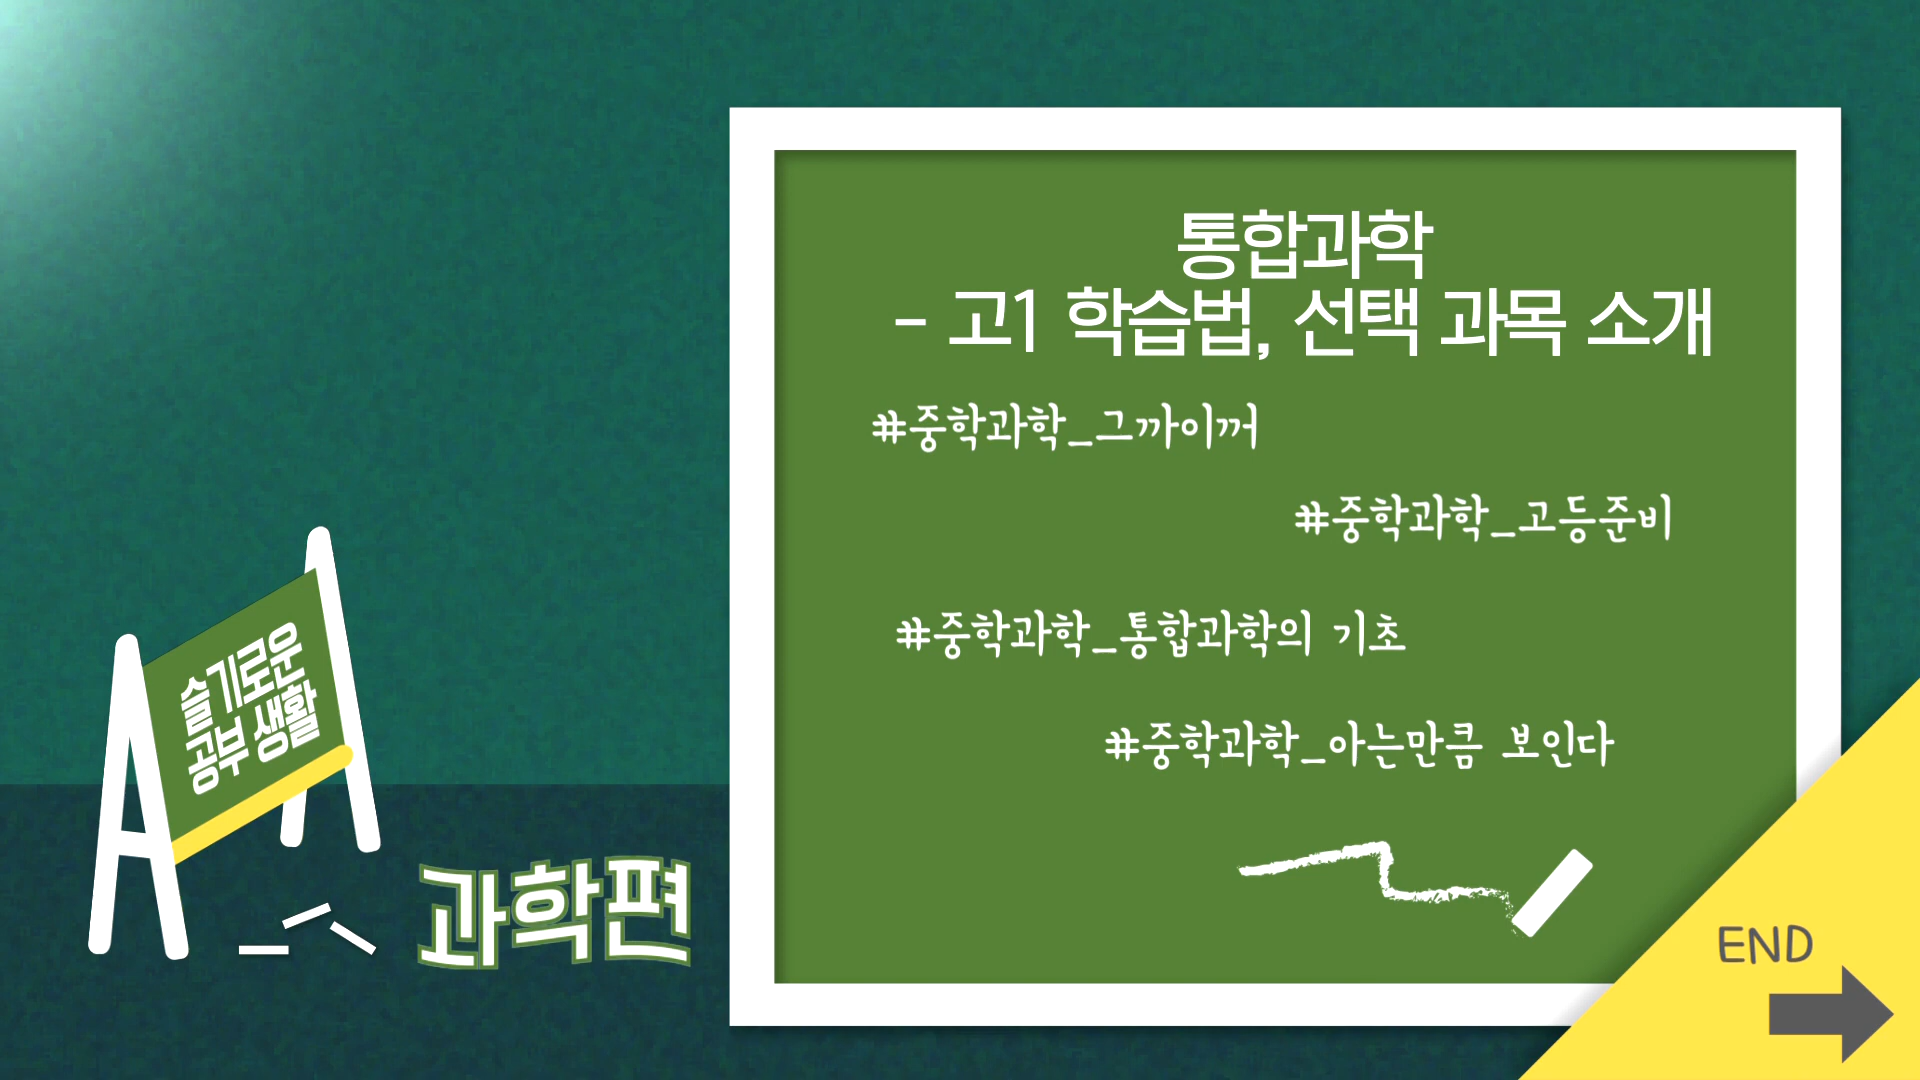 통합과학
- 고1 학습법, 선택 과목 소개
#중학과학_그까이꺼
#중학과학_고등준비
#중학과학_통합과학의 기초
#중학과학_아는만큼 보인다
슬기로운
공부 생활
과학편
END